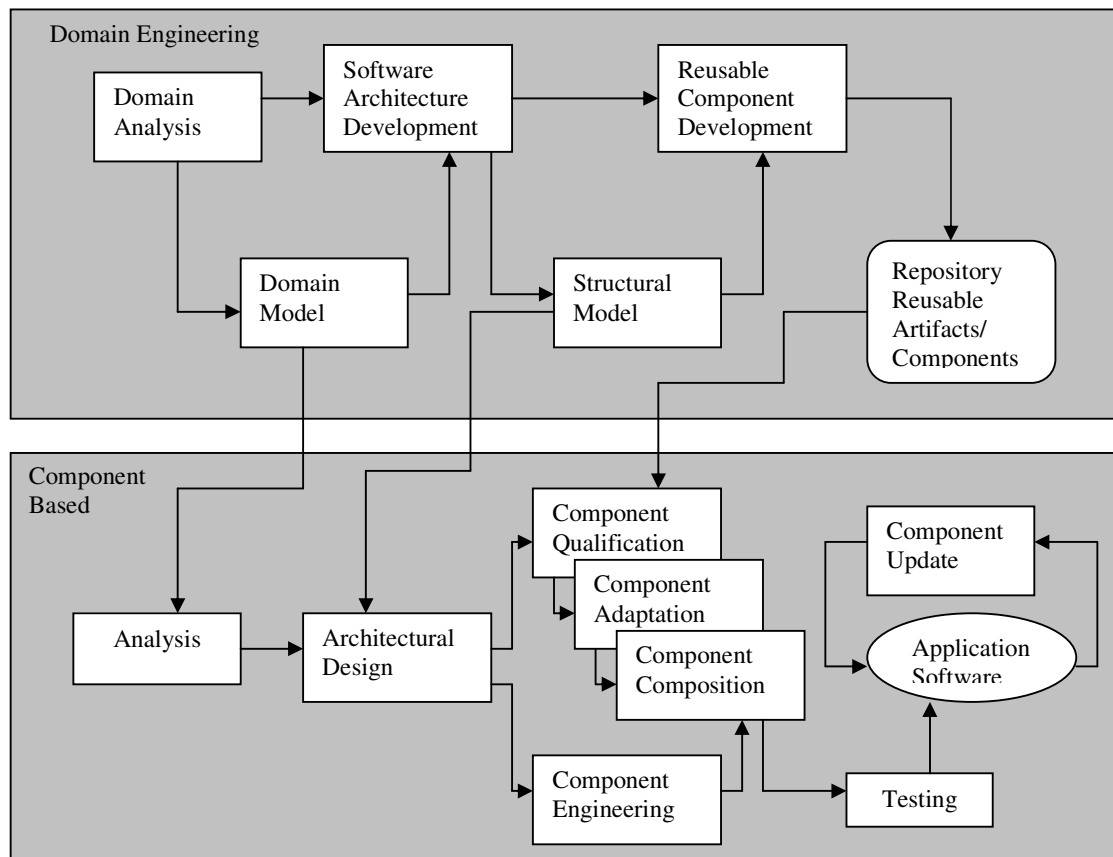 Domain Engineering
Domain
Analysis
Software
Architecture
Development
Reusable
Component
Development
Domain
Model
Structural
Model
Repository
Reusable
Artifacts/
Components
Component
Based
Analysis
Architectural
Design
Component
Qualification
Component
Adaptation
Component
Composition
Component
Engineering
Component
Update
Application
Software
Testing